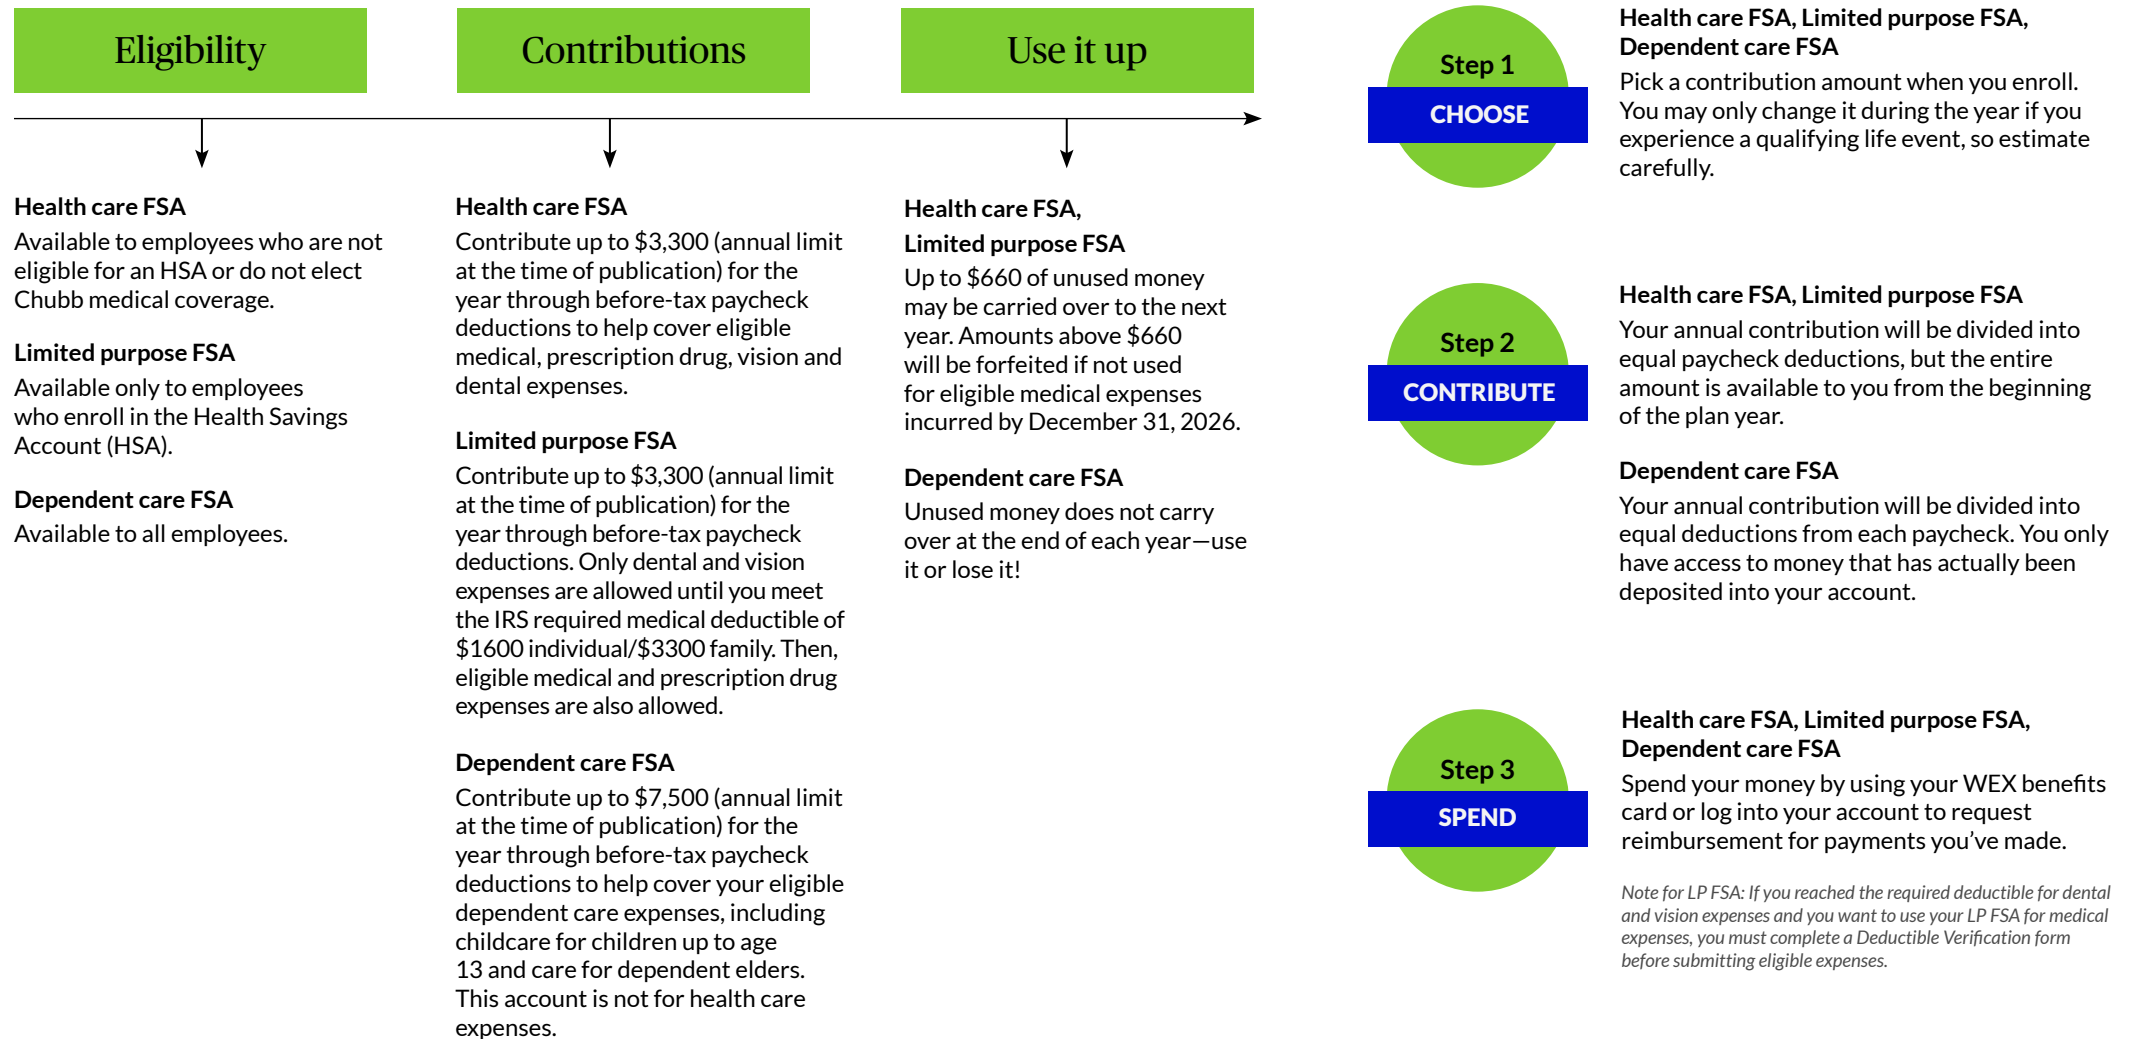 Eligibility
Health care FSA
Available to employees who are not
eligible for an HSA or do not elect
Chubb medical coverage.
Limited purpose FSA
Available only to employees
who enroll in the Health Savings
Account (HSA).
Dependent care FSA
Available to all employees.
Contributions
Health care FSA
Contribute up to $3,300 (annual limit
at the time of publication) for the
year through before-tax paycheck
deductions to help cover eligible
medical, prescription drug, vision and
dental expenses.
Limited purpose FSA
Contribute up to $3,300 (annual limit
at the time of publication) for the
year through before-tax paycheck
deductions. Only dental and vision
expenses are allowed until you meet
the IRS required medical deductible of
$1600 individual/$3300 family. Then,
eligible medical and prescription drug
expenses are also allowed.
Dependent care FSA
Contribute up to $7,500 (annual limit
at the time of publication) for the
year through before-tax paycheck
deductions to help cover your eligible
dependent care expenses, including
childcare for children up to age
13 and care for dependent elders.
This account is not for health care
expenses.
Use it up
Health care FSA,
Limited purpose FSA
Up to $660 of unused money
may be carried over to the next
year. Amounts above $660
will be forfeited if not used
for eligible medical expenses
incurred by December 31, 2026.
Dependent care FSA
Unused money does not carry
over at the end of each year—use
it or lose it!
Step 1
CHOOSE
Health care FSA, Limited purpose FSA,
Dependent care FSA
Pick a contribution amount when you enroll.
You may only change it during the year if you
experience a qualifying life event, so estimate
carefully.
Step 2
CONTRIBUTE
Health care FSA, Limited purpose FSA
Your annual contribution will be divided into
equal paycheck deductions, but the entire
amount is available to you from the beginning
of the plan year.
Dependent care FSA
Your annual contribution will be divided into
equal deductions from each paycheck. You only
have access to money that has actually been
deposited into your account.
Step 3
SPEND
Health care FSA, Limited purpose FSA,
Dependent care FSA
Spend your money by using your WEX benefits
card or log into your account to request
reimbursement for payments you’ve made.
Note for LP FSA: If you reached the required deductible for dental
and vision expenses and you want to use your LP FSA for medical
expenses, you must complete a Deductible Verification form
before submitting eligible expenses.